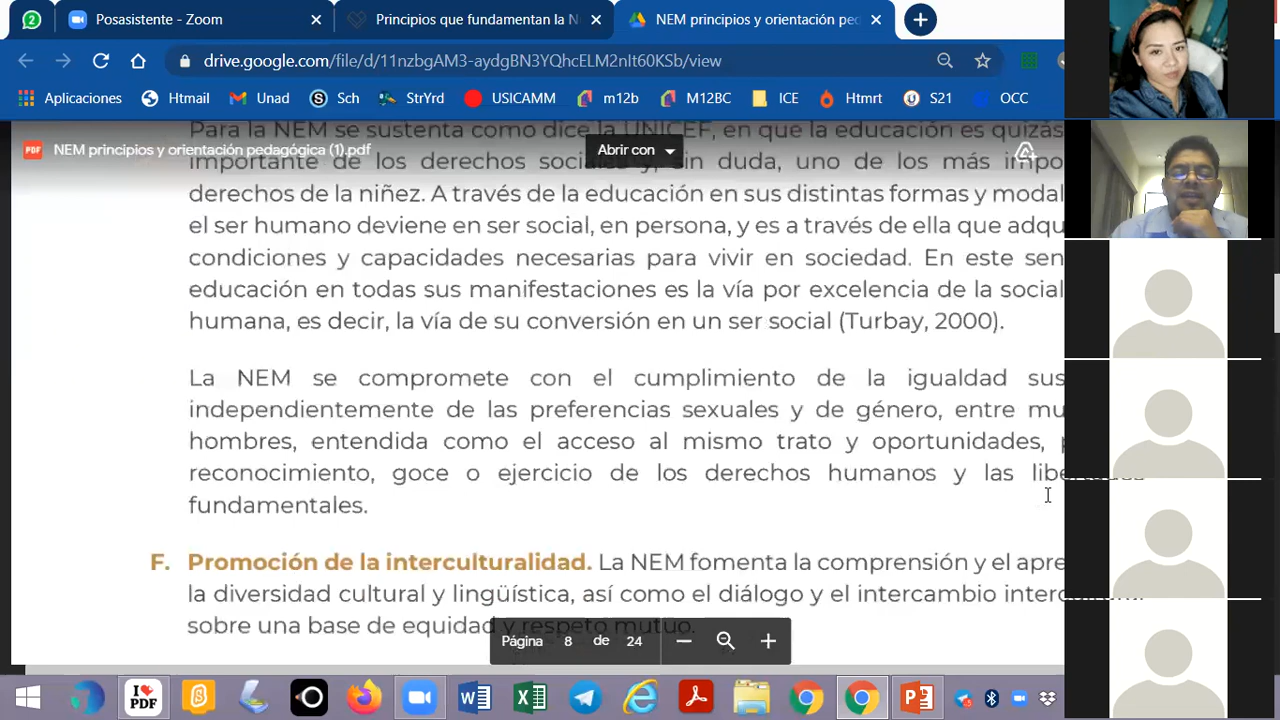 2
Posasistente - Zoom
Principios que fundamentan la N
NEM principios y orientación peda
drive.google.com/file/d/11nzbgAM3-aydgBN3YQhcELM2nIt60KSb/view
Aplicaciones
Htmail
Unad
Sch
StrYrd
USICAMM
m12b
M12BC
ICE
Htmrt
S21
OCC
Para la NEM se sustenta como dice la UNICEF, en que la educación es quizás
PDF
NEM principios y orientación pedagógica (1).pdf
Abrir con
importante de los derechos sociales y, sin duda, uno de los más impo
derechos de la niñez. A través de la educación en sus distintas formas y modal
el ser humano deviene en ser social, en persona, y es a través de ella que adqu
condiciones y capacidades necesarias para vivir en sociedad. En este sen
educación en todas sus manifestaciones es la vía por excelencia de la social
humana, es decir, la vía de su conversión en un ser social (Turbay, 2000).
La NEM se compromete con el cumplimiento de la igualdad sus
independientemente de las preferencias sexuales y de género, entre mu
hombres, entendida como el acceso al mismo trato y oportunidades, p
reconocimiento, goce o ejercicio de los derechos humanos y las libertades
fundamentales.
F. Promoción de la interculturalidad. La NEM fomenta la comprensión y el apre
la diversidad cultural y lingüística, así como el diálogo y el intercambio intercultural
sobre una base de equidad y respeto mutuo.
Página 8 de 24
I
PDF